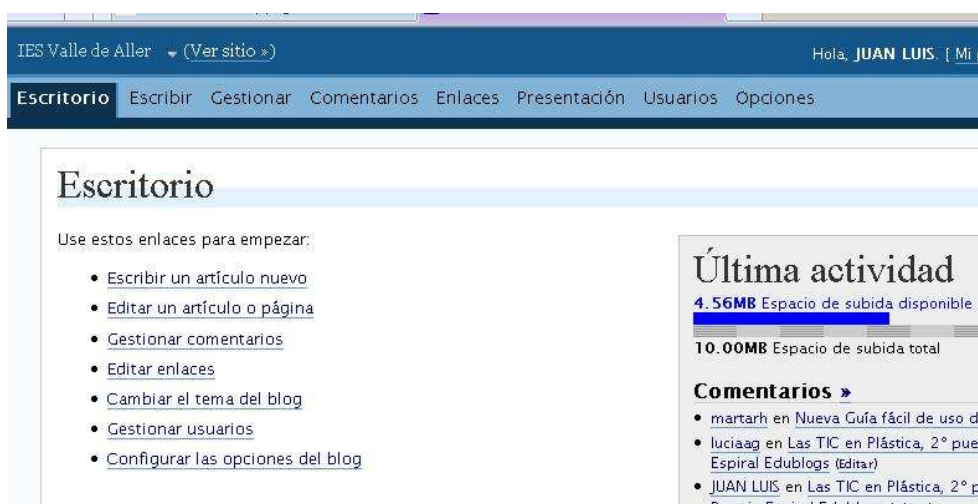 IES Valle de Aller (Ver sitio »)
Hola, JUAN LUIS. [ Mi
Escritorio Escribir Gestionar Comentarios Enlaces Presentación Usuarios Opciones
Escritorio
Use estos enlaces para empezar:
• Escribir un artículo nuevo
• Editar un artículo o página
• Gestionar comentarios
• Editar enlaces
• Cambiar el tema del blog
• Gestionar usuarios
• Configurar las opciones del blog
Última actividad
4.56MB Espacio de subida disponible
10.00MB Espacio de subida total
Comentarios »
• martarh en Nueva Guía fácil de uso d
• luciaag en Las TIC en Plástica, 2º pue
Espiral Edublogs (Editar)
• JUAN LUIS en Las TIC en Plástica, 2º p